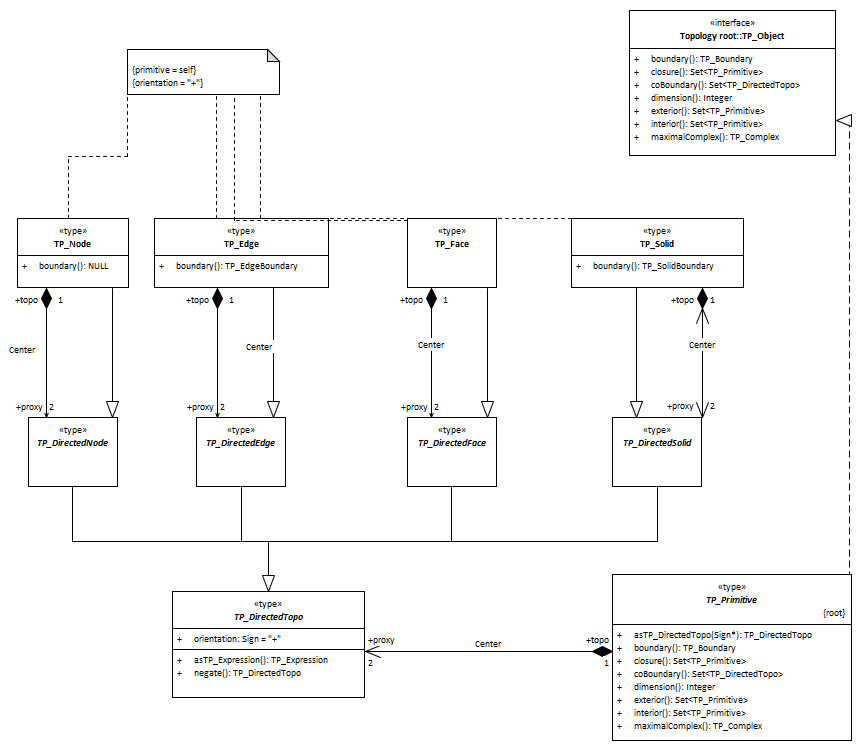 «interface»
Topology root::TP_Object
+ boundary(): TP_Boundary
+ closure(): Set<TP_Primitive>
+ coBoundary(): Set<TP_DirectedTopo>
+ dimension(): Integer
+ exterior(): Set<TP_Primitive>
+ interior(): Set<TP_Primitive>
+ maximalComplex(): TP_Complex
{primitive = self}
{orientation = "+"}
«type»
TP_Node
+ boundary(): NULL
«type»
TP_Edge
+ boundary(): TP_EdgeBoundary
«type»
TP_Face
«type»
TP_Solid
+ boundary(): TP_SolidBoundary
+topo 1
Center
+proxy 2
+topo 1
Center
+proxy 2
+topo 1
Center
+proxy 2
+topo 1
Center
+proxy 2
«type»
TP_DirectedNode
«type»
TP_DirectedEdge
«type»
TP_DirectedFace
«type»
TP_DirectedSolid
«type»
TP_DirectedTopo
+ orientation: Sign = "+"
+ asTP_Expression(): TP_Expression
+ negate(): TP_DirectedTopo
+proxy
2
Center
+topo
1
«type»
TP_Primitive
{root}
+ asTP_DirectedTopo(Sign*): TP_DirectedTopo
+ boundary(): TP_Boundary
+ closure(): Set<TP_Primitive>
+ coBoundary(): Set<TP_DirectedTopo>
+ dimension(): Integer
+ exterior(): Set<TP_Primitive>
+ interior(): Set<TP_Primitive>
+ maximalComplex(): TP_Complex